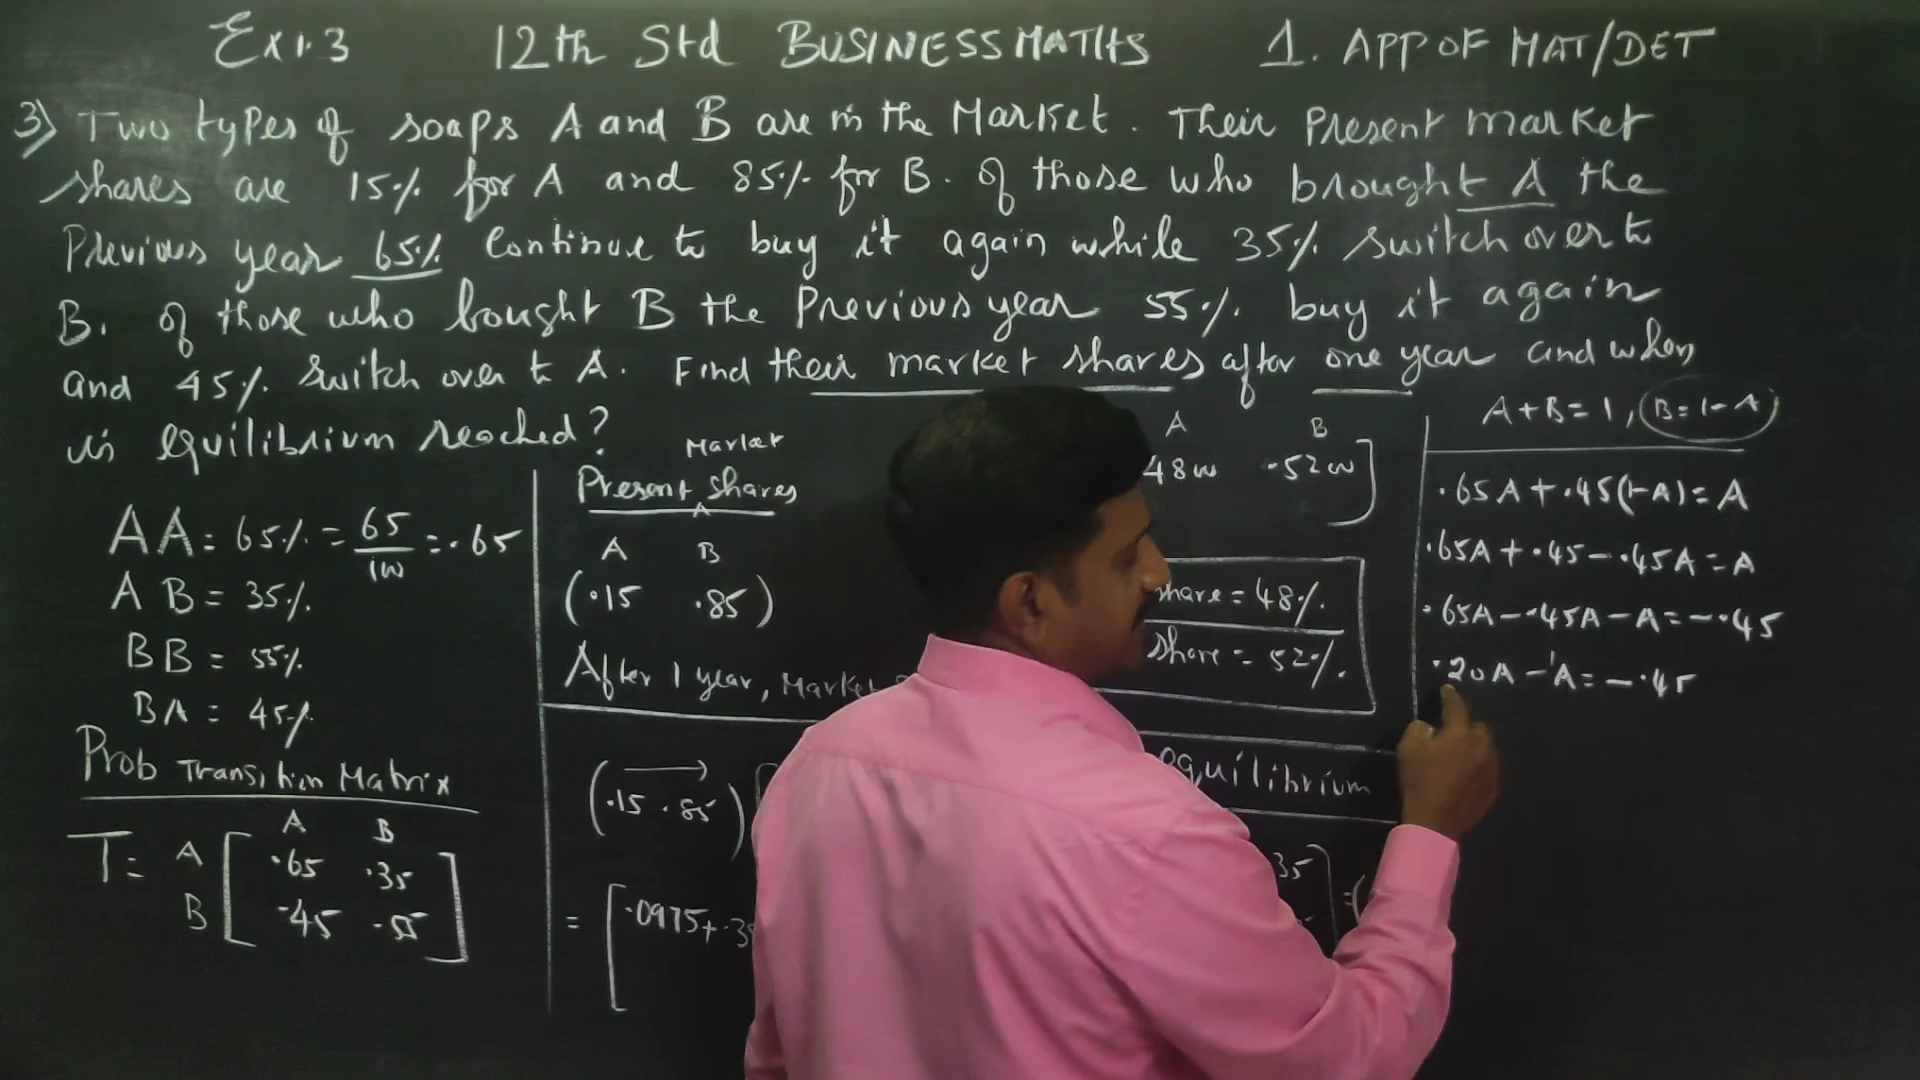 Ex 1.3 12th Std BUSINESS MATHS 1. APP OF MAT/DET
3) Two types of soaps A and B are in the Market. Their Present market
shares are 15% for A and 85% for B. Of those who brought A the
Previous year 65% Continue to buy it again while 35% switch over to
B. Of those who bought B the Previous year 55% buy it again
and 45% switch over to A. Find their market shares after one year and when
is equilibrium reached?
AA = 65% = 65/100 = .65
AB = 35%
BB = 55%
BA = 45%
Prob Transition Matrix
A B
T = A .65 .35
B .45 .55
Market
Present Shares
A
A B
(.15 .85)
After 1 year, Market
(.15 .85)
= [.0975+.3
A B
4800 .5200]
share = 48%
share = 52%
equilibrium
35] = (
A+B=1, B=1-A
.65A+.45(1-A)=A
.65A+.45-.45A=A
.65A-.45A-A=-.45
.20A-1A=-.45